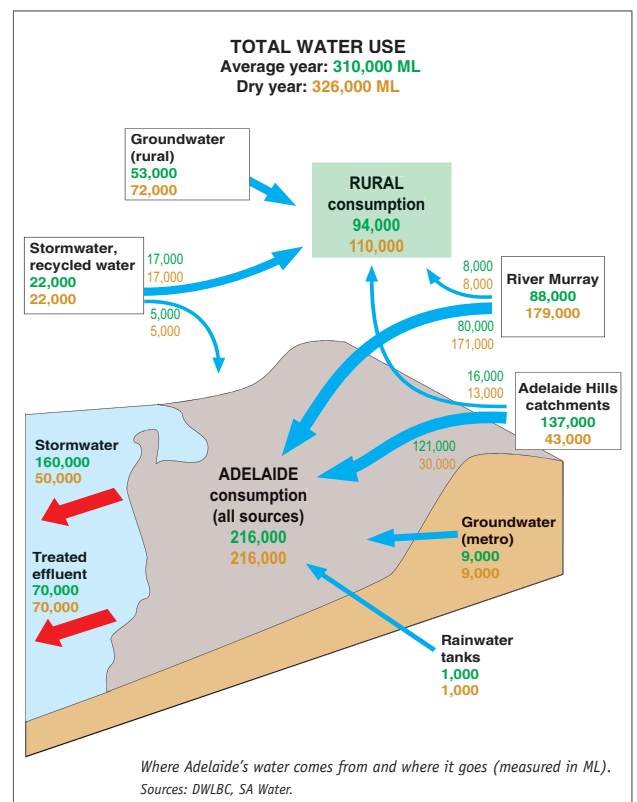 TOTAL WATER USE
Average year: 310,000 ML
Dry year: 326,000 ML
Groundwater
(rural)
53,000
72,000
RURAL
consumption
94,000
110,000
Stormwater,
recycled water
22,000
22,000
17,000
17,000
5,000
5,000
8,000
8,000
River Murray
88,000
179,000
80,000
171,000
16,000
13,000
Adelaide Hills
catchments
137,000
43,000
121,000
30,000
Stormwater
160,000
50,000
ADELAIDE
consumption
(all sources)
216,000
216,000
Groundwater
(metro)
9,000
9,000
Treated
effluent
70,000
70,000
Rainwater
tanks
1,000
1,000
Where Adelaide's water comes from and where it goes (measured in ML).
Sources: DWLBC, SA Water.